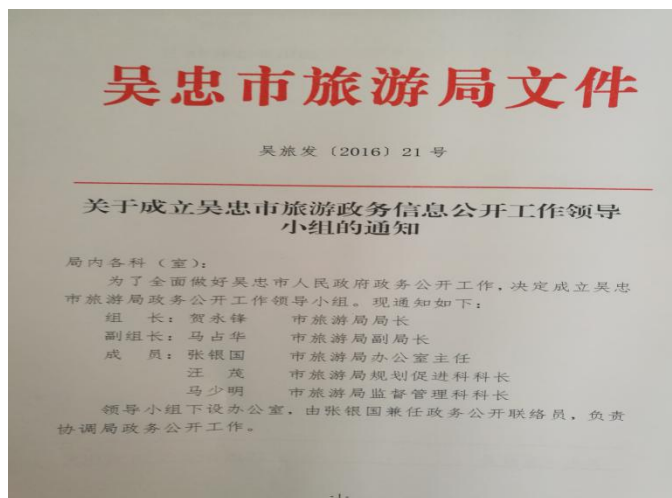 吴忠市旅游局文件
吴旅发〔2016〕21号
关于成立吴忠市旅游政务信息公开工作领导
小组的通知
局内各科(室):
为了全面做好吴忠市人民政府政务公开工作,决定成立吴忠
市旅游局政务公开工作领导小组。现通知如下:
组 长:贺永锋 市旅游局局长
副组长:马占华 市旅游局副局长
成 员:张银国 市旅游局办公室主任
汪 茂 市旅游局规划促进科科长
马少明 市旅游局监督管理科科长
领导小组下设办公室,由张银国兼任政务公开联络员,负责
协调局政务公开工作。